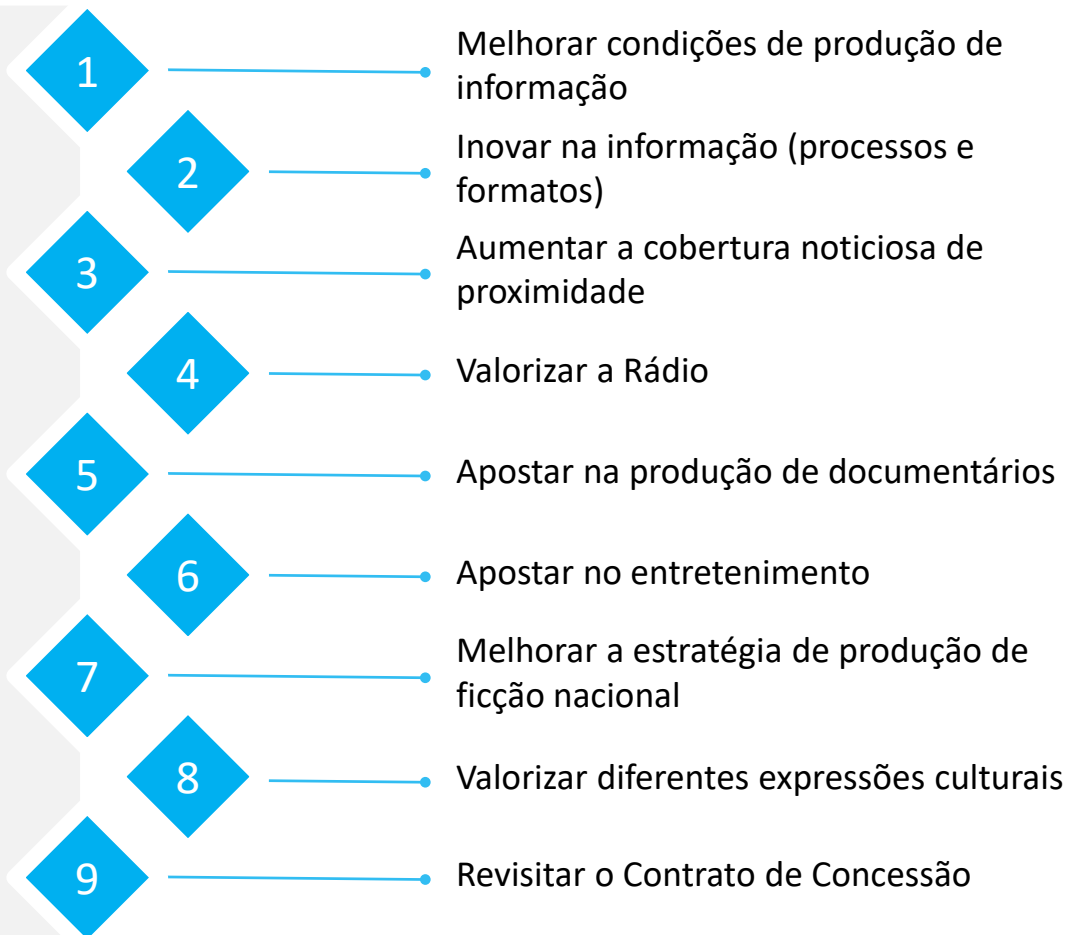 1
Melhorar condições de produção de
informação
2
Inovar na informação (processos e
formatos)
3
Aumentar a cobertura noticiosa de
proximidade
4
Valorizar a Rádio
5
Apostar na produção de documentários
6
Apostar no entretenimento
7
Melhorar a estratégia de produção de
ficção nacional
8
Valorizar diferentes expressões culturais
9
Revisitar o Contrato de Concessão